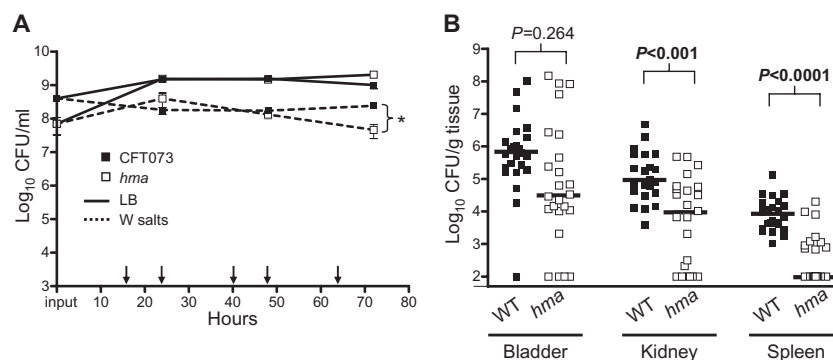 A
Log10 CFU/ml
10
9
8
7
6
5
4
3
CFT073
hma
LB
W salts
*
input 10 20 30 40 50 60 70 80
Hours
B
Log10 CFU/g tissue
9
8
7
6
5
4
3
2
P=0.264
P<0.001
P<0.0001
WT hma WT hma WT hma
Bladder Kidney Spleen